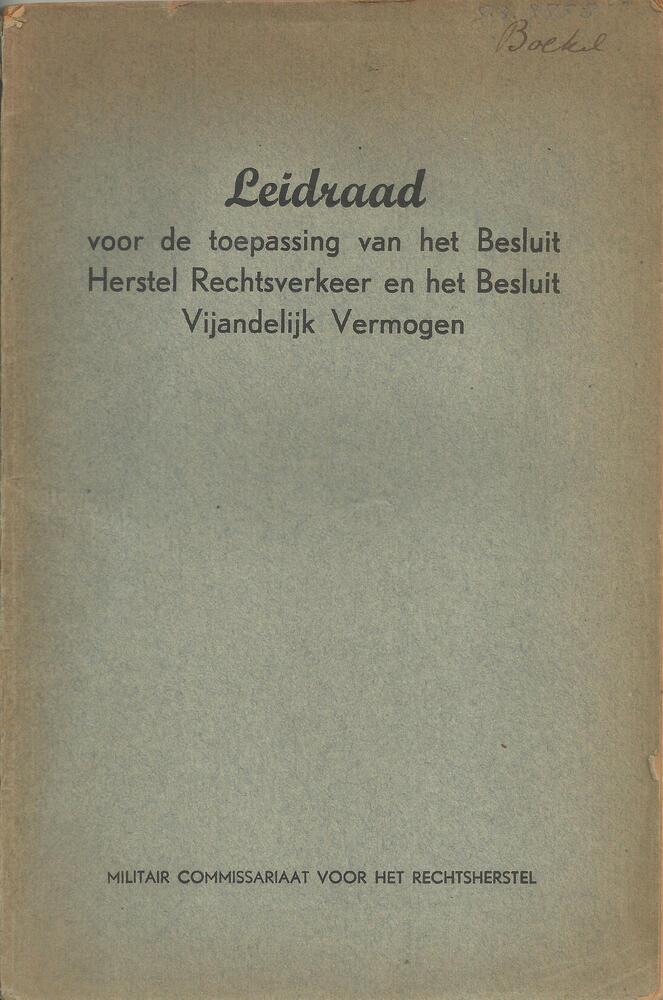 Boekel
Leidraad
voor de toepassing van het Besluit
Herstel Rechtsverkeer en het Besluit
Vijandelijk Vermogen
MILITAIR COMMISSARIAAT VOOR HET RECHTSHERSTEL